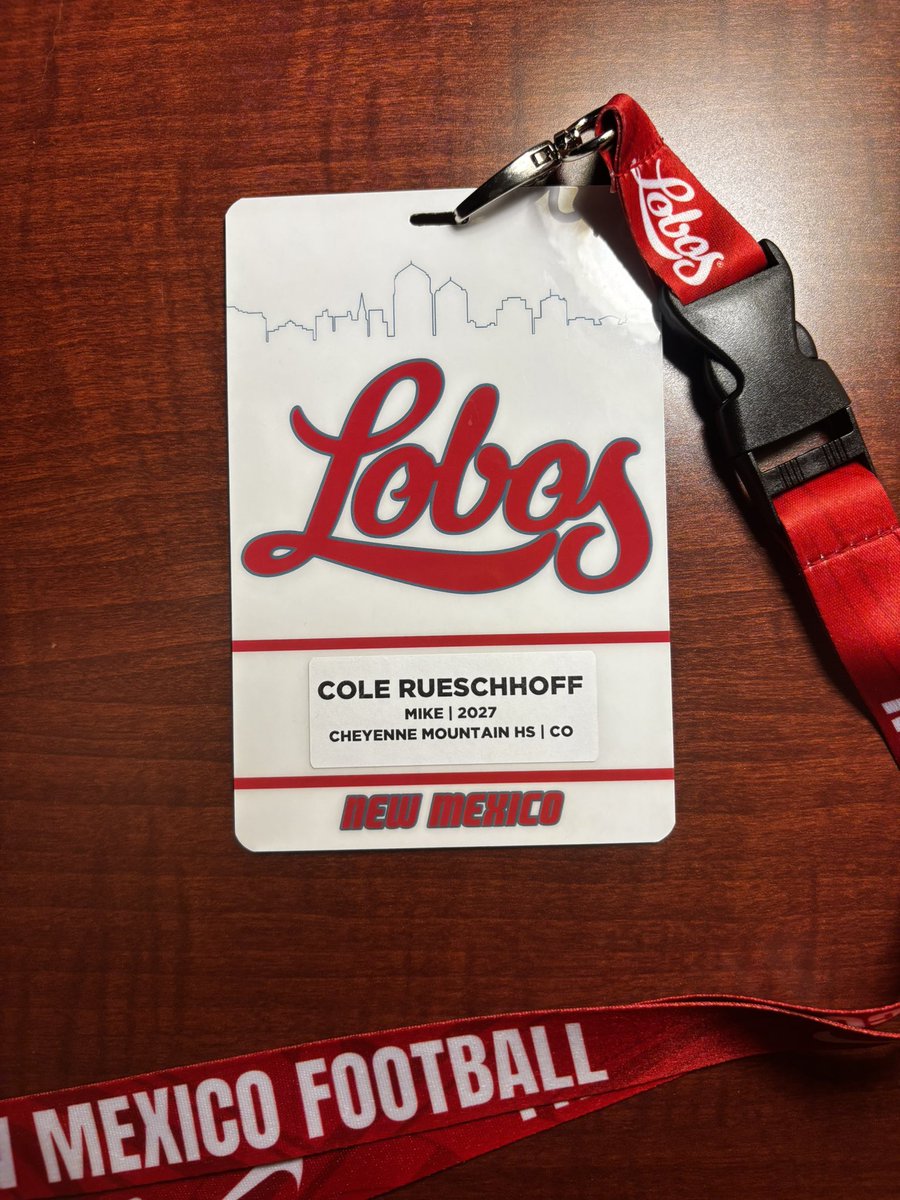 Lobos
Lobos
COLE RUESCHHOFF
MIKE | 2027
CHEYENNE MOUNTAIN HS | CO
NEW MEXICO
MEXICO FOOTBALL